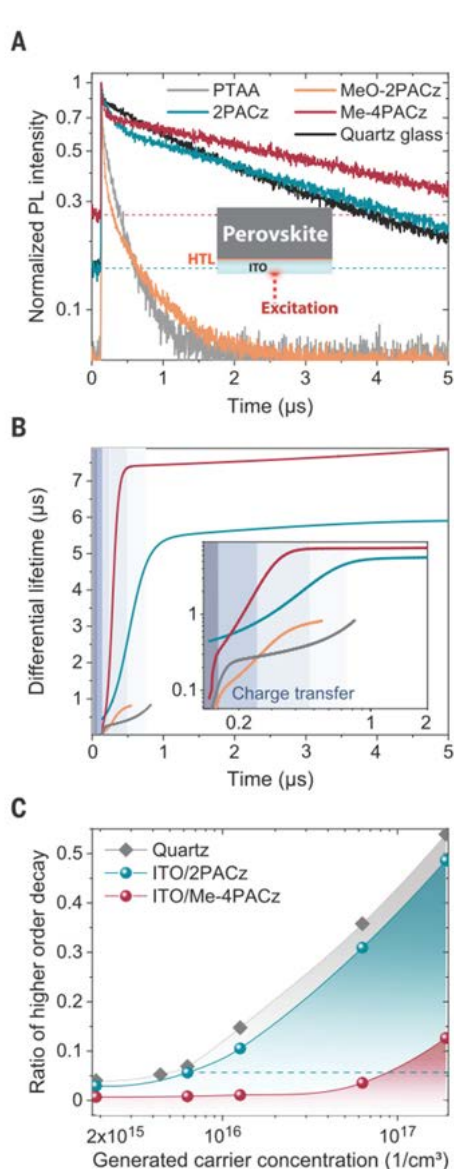 A
Normalized PL intensity
1
0.7
0.5
0.3
0.1
PTAA
MeO-2PACz
2PACz
Me-4PACz
Quartz glass
Perovskite
HTL
ITO
Excitation
0 1 2 3 4 5
Time (µs)
B
Differential lifetime (µs)
7
6
5
4
3
2
1
1
0.1
Charge transfer
0.2 1 2
0 1 2 3 4 5
Time (µs)
C
Ratio of higher order decay
0.5
0.4
0.3
0.2
0.1
0
Quartz
ITO/2PACz
ITO/Me-4PACz
2x10¹⁵ 10¹⁶ 10¹⁷
Generated carrier concentration (1/cm³)